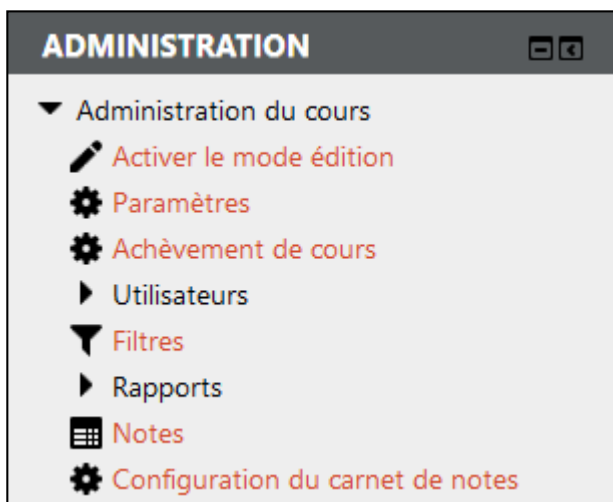 ADMINISTRATION
Administration du cours
Activer le mode édition
Paramètres
Achèvement de cours
Utilisateurs
Filtres
Rapports
Notes
Configuration du carnet de notes